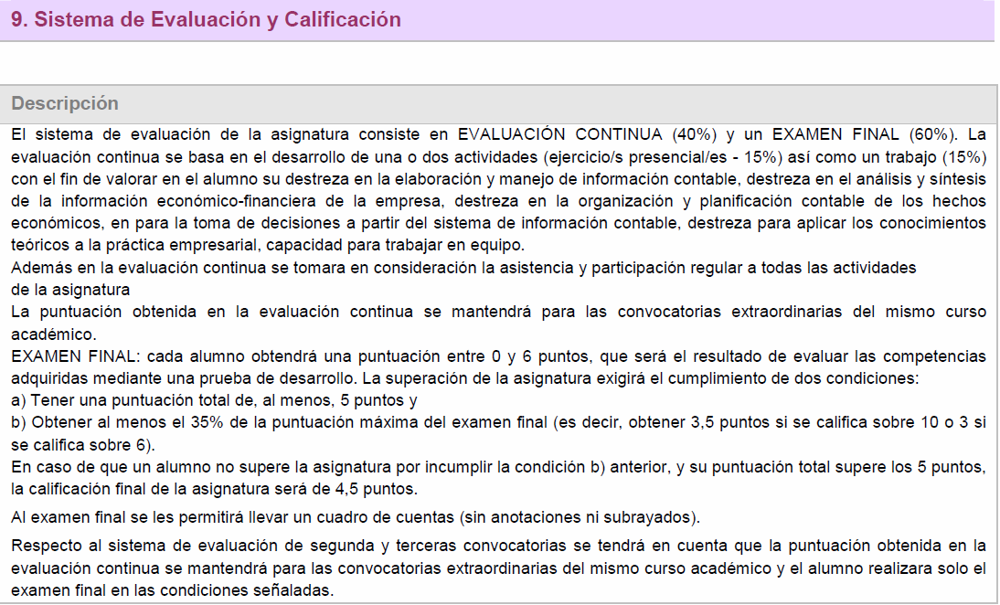 9. Sistema de Evaluación y Calificación
Descripción
El sistema de evaluación de la asignatura consiste en EVALUACIÓN CONTINUA (40%) y un EXAMEN FINAL (60%). La
evaluación continua se basa en el desarrollo de una o dos actividades (ejercicio/s presencial/es - 15%) así como un trabajo (15%)
con el fin de valorar en el alumno su destreza en la elaboración y manejo de información contable, destreza en el análisis y síntesis
de la información económico-financiera de la empresa, destreza en la organización y planificación contable de los hechos
económicos, en para la toma de decisiones a partir del sistema de información contable, destreza para aplicar los conocimientos
teóricos a la práctica empresarial, capacidad para trabajar en equipo.
Además en la evaluación continua se tomara en consideración la asistencia y participación regular a todas las actividades
de la asignatura
La puntuación obtenida en la evaluación continua se mantendrá para las convocatorias extraordinarias del mismo curso
académico.
EXAMEN FINAL: cada alumno obtendrá una puntuación entre 0 y 6 puntos, que será el resultado de evaluar las competencias
adquiridas mediante una prueba de desarrollo. La superación de la asignatura exigirá el cumplimiento de dos condiciones:
a) Tener una puntuación total de, al menos, 5 puntos y
b) Obtener al menos el 35% de la puntuación máxima del examen final (es decir, obtener 3,5 puntos si se califica sobre 10 o 3 si
se califica sobre 6).
En caso de que un alumno no supere la asignatura por incumplir la condición b) anterior, y su puntuación total supere los 5 puntos,
la calificación final de la asignatura será de 4,5 puntos.
Al examen final se les permitirá llevar un cuadro de cuentas (sin anotaciones ni subrayados).
Respecto al sistema de evaluación de segunda y terceras convocatorias se tendrá en cuenta que la puntuación obtenida en la
evaluación continua se mantendrá para las convocatorias extraordinarias del mismo curso académico y el alumno realizara solo el
examen final en las condiciones señaladas.